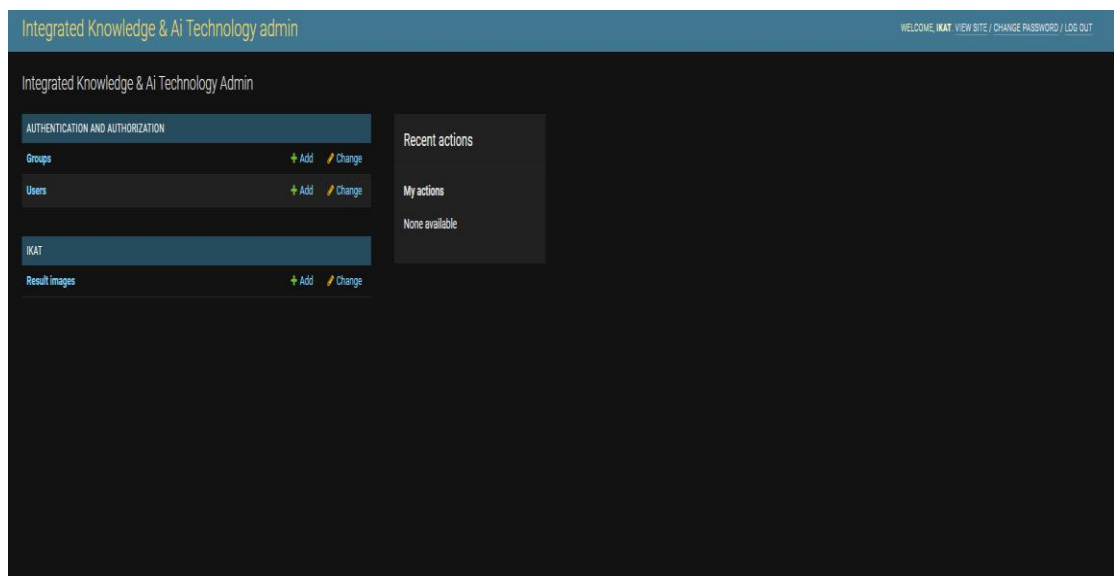 Integrated Knowledge & Ai Technology admin
WELCOME, IKAT. VIEW SITE / CHANGE PASSWORD / LOG OUT
Integrated Knowledge & Ai Technology Admin
AUTHENTICATION AND AUTHORIZATION
Groups + Add Change
Users + Add Change
IKAT
Result images + Add Change
Recent actions
My actions
None available